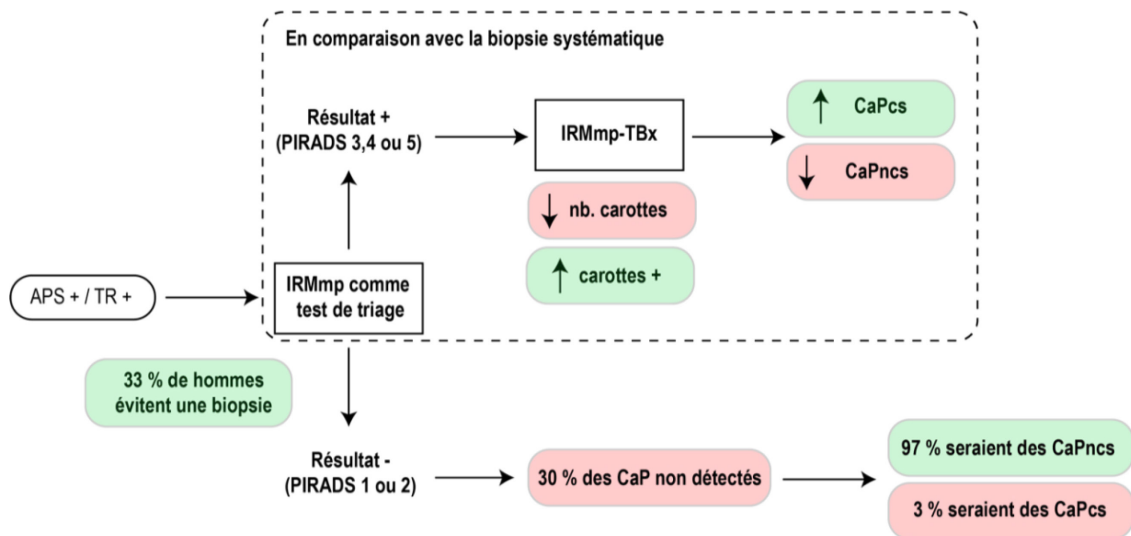 En comparaison avec la biopsie systématique
Résultat +
(PIRADS 3,4 ou 5)
IRMmp-TBx
CaPcs
CaPncs
nb. carottes
carottes +
APS + / TR +
IRMmp comme
test de triage
33 % de hommes
évitent une biopsie
Résultat -
(PIRADS 1 ou 2)
30 % des CaP non détectés
97 % seraient des CaPncs
3 % seraient des CaPcs